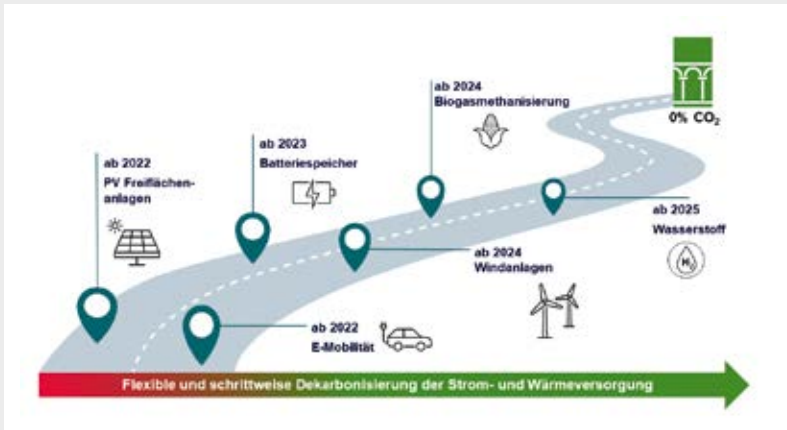 0% CO₂
ab 2024
Biogasmethanisierung
ab 2023
Batteriespeicher
ab 2022
PV Freiflächen-
anlagen
ab 2025
Wasserstoff
H₂
ab 2024
Windanlagen
ab 2022
E-Mobilität
Flexible und schrittweise Dekarbonisierung der Strom- und Wärmeversorgung